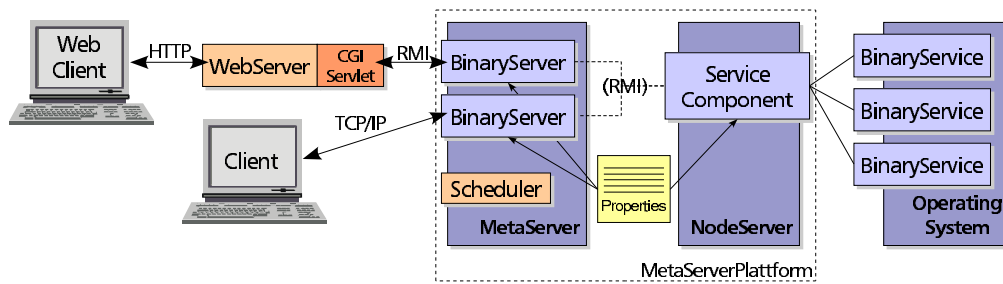 Web
Client
HTTP
WebServer
CGI
Servlet
RMI
BinaryServer
BinaryServer
(RMI)
Service
Component
BinaryService
BinaryService
BinaryService
TCP/IP
Client
Scheduler
Properties
MetaServer
NodeServer
Operating
System
MetaServerPlattform